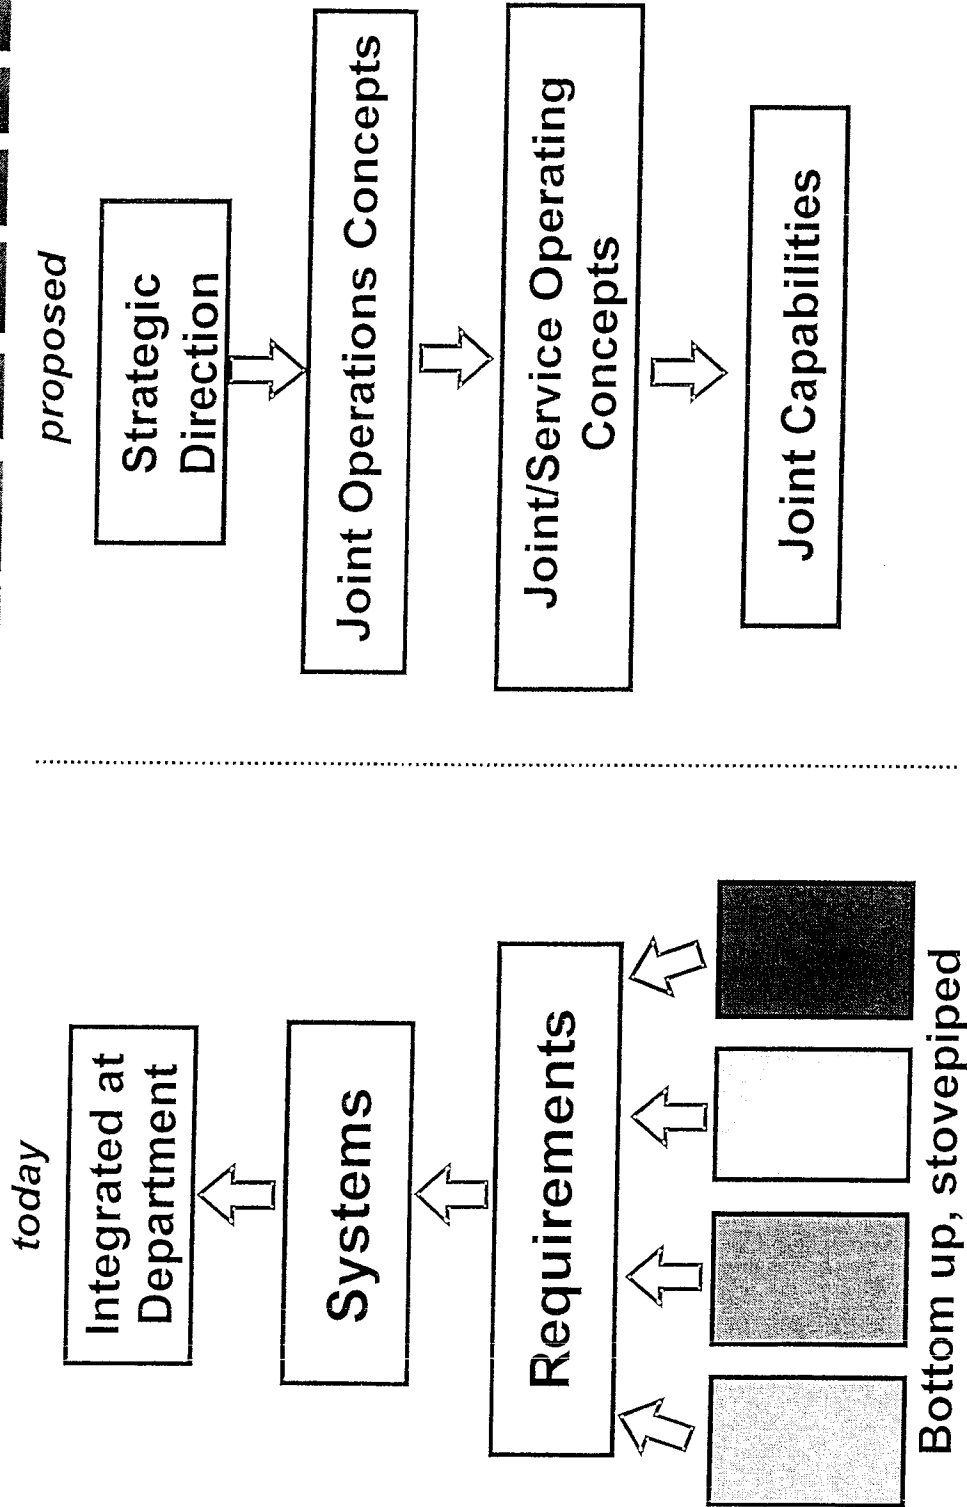 today
Integrated at
Department
Systems
Requirements
Bottom up, stovepiped
proposed
Strategic
Direction
Joint Operations Concepts
Joint/Service Operating
Concepts
Joint Capabilities